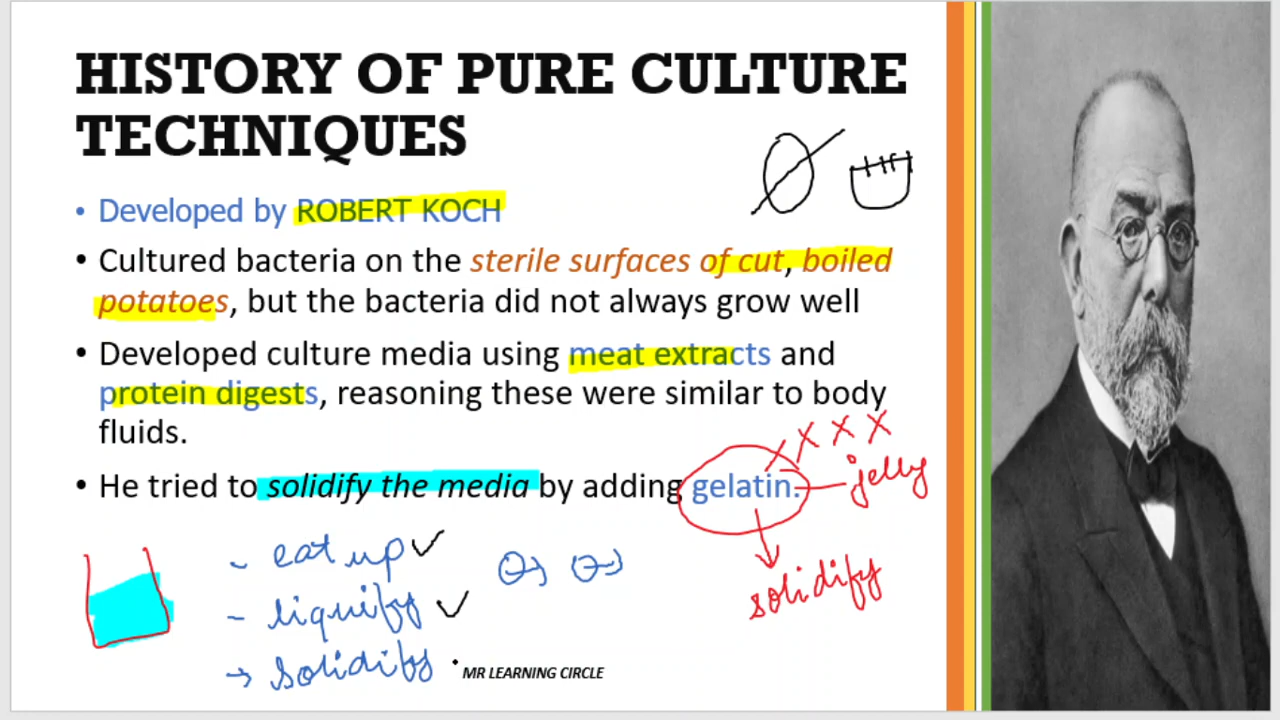 HISTORY OF PURE CULTURE
TECHNIQUES
• Developed by ROBERT KOCH
• Cultured bacteria on the sterile surfaces of cut, boiled
potatoes, but the bacteria did not always grow well
• Developed culture media using meat extracts and
protein digests, reasoning these were similar to body
fluids.
x x x x
• He tried to solidify the media by adding gelatin. — jelly
- eat up ✓
solidify
- liquify ✓
→ solidify
MR LEARNING CIRCLE